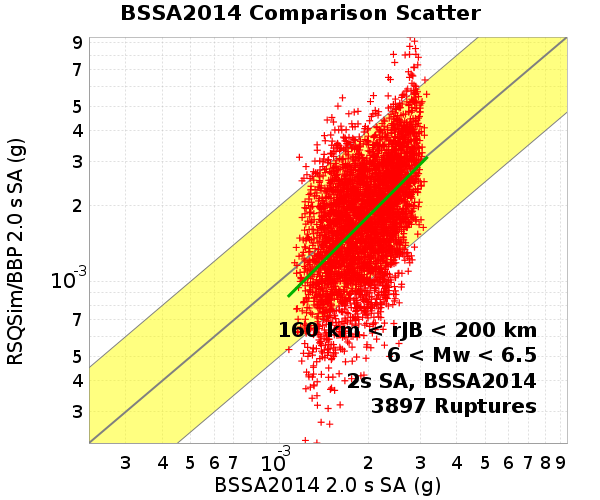 BSSA2014 Comparison Scatter
RSQSim/BBP 2.0 s SA (g)
9
7
5
4
3
2
10⁻³
7
5
4
3
160 km < rJB < 200 km
6 < Mw < 6.5
2s SA, BSSA2014
3897 Ruptures
3 4 5 6 7 10⁻³ 2 3 4 5 6 7 8 9
BSSA2014 2.0 s SA (g)